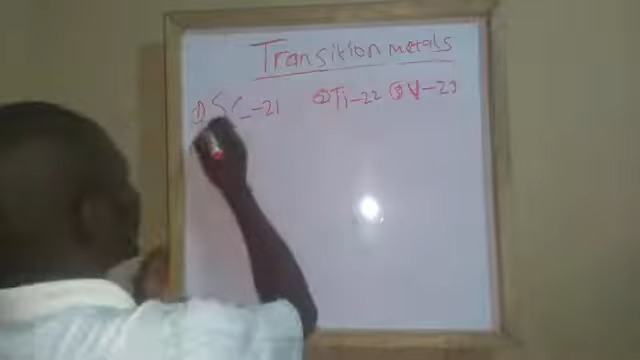 Transition metals
① Sc-21 ② Ti-22 ③ V-23